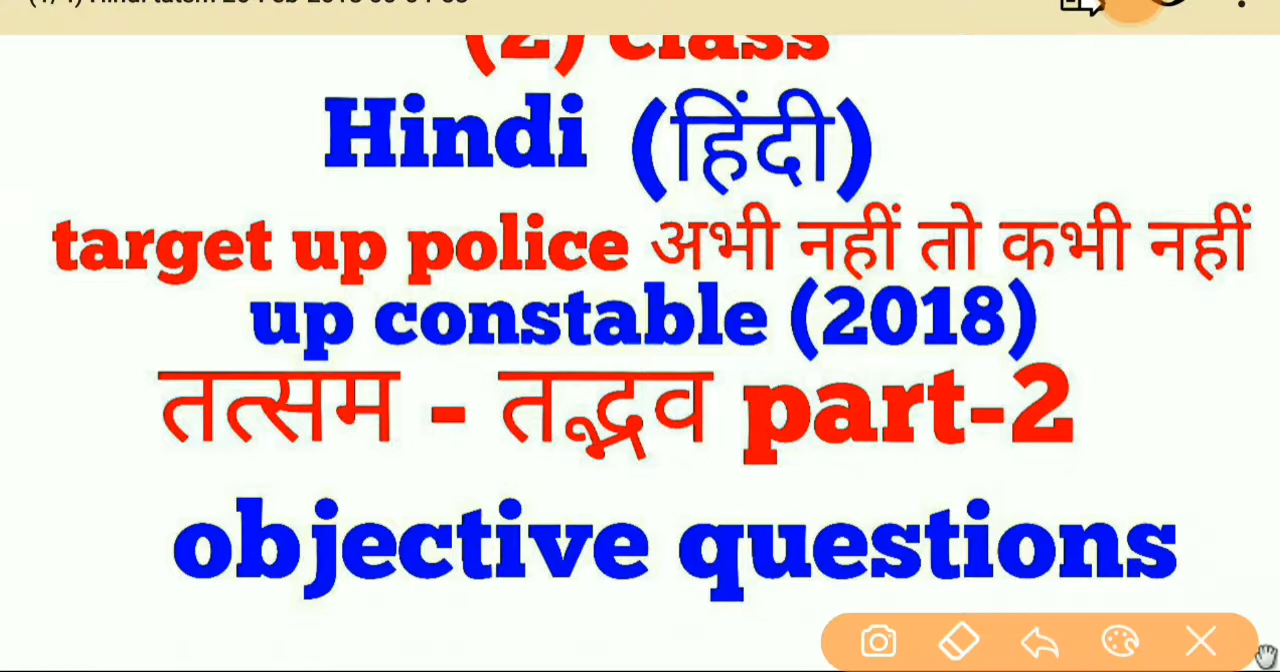 (2) class
Hindi (हिंदी)
target up police अभी नहीं तो कभी नहीं
up constable (2018)
तत्सम - तद्भव part-2
objective questions